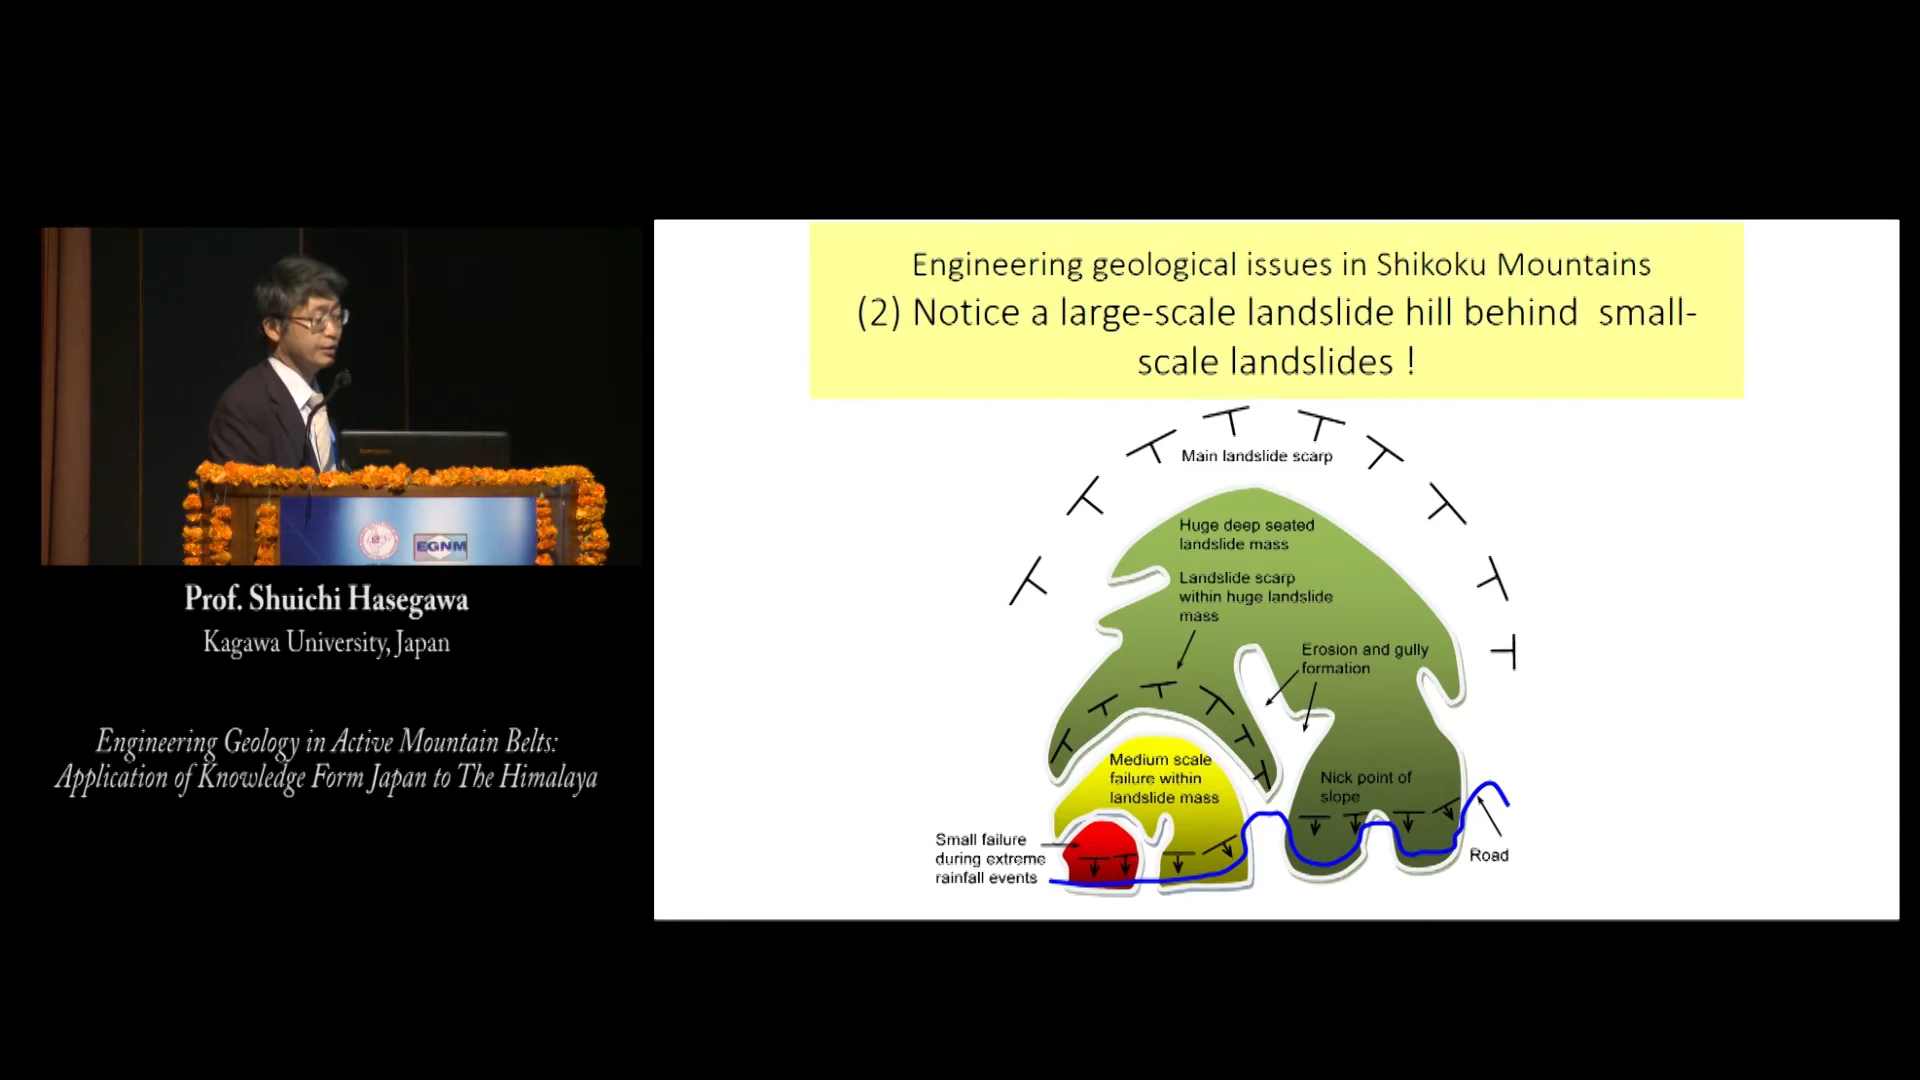 Engineering geological issues in Shikoku Mountains
(2) Notice a large-scale landslide hill behind small-
scale landslides !
Main landslide scarp
Huge deep seated
landslide mass
Landslide scarp
within huge landslide
mass
Erosion and gully
formation
Medium scale
failure within
landslide mass
Nick point of
slope
Small failure
during extreme
rainfall events
Road
EGNM
Prof. Shuichi Hasegawa
Kagawa University, Japan
Engineering Geology in Active Mountain Belts:
Application of Knowledge Form Japan to The Himalaya